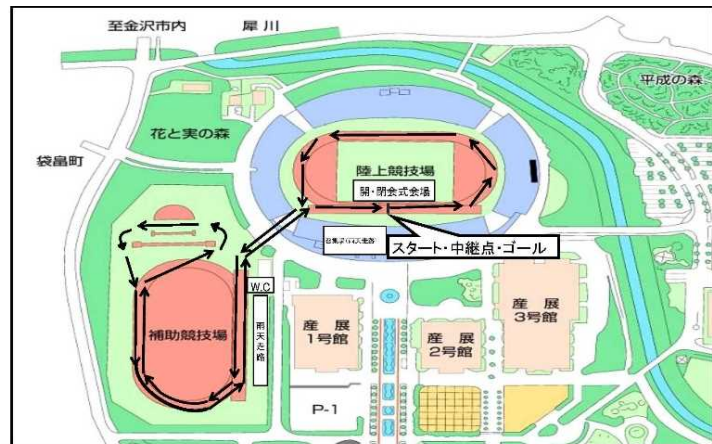 至金沢市内
犀川
平成の森
花と実の森
袋畠町
陸上競技場
開・閉会式会場
スタート・中継点・ゴール
W.C
雨天走路
補助競技場
産展
1号館
産展
2号館
産展
3号館
P-1